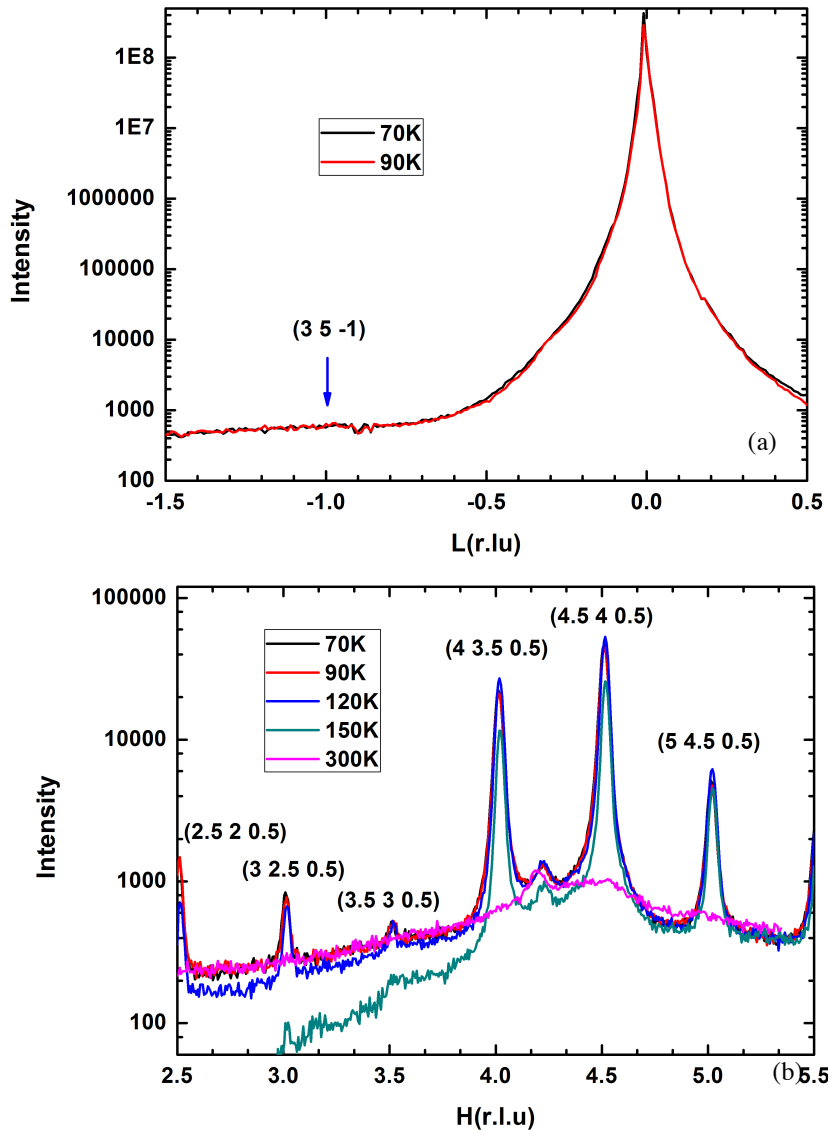 1E8
1E7
1000000
100000
10000
1000
100
Intensity
70K
90K
(3 5 -1)
(a)
-1.5
-1.0
-0.5
0.0
0.5
L(r.lu)
100000
10000
1000
100
Intensity
70K
90K
120K
150K
300K
(4.5 4 0.5)
(4 3.5 0.5)
(5 4.5 0.5)
(2.5 2 0.5)
(3 2.5 0.5)
(3.5 3 0.5)
(b)
2.5
3.0
3.5
4.0
4.5
5.0
5.5
H(r.l.u)